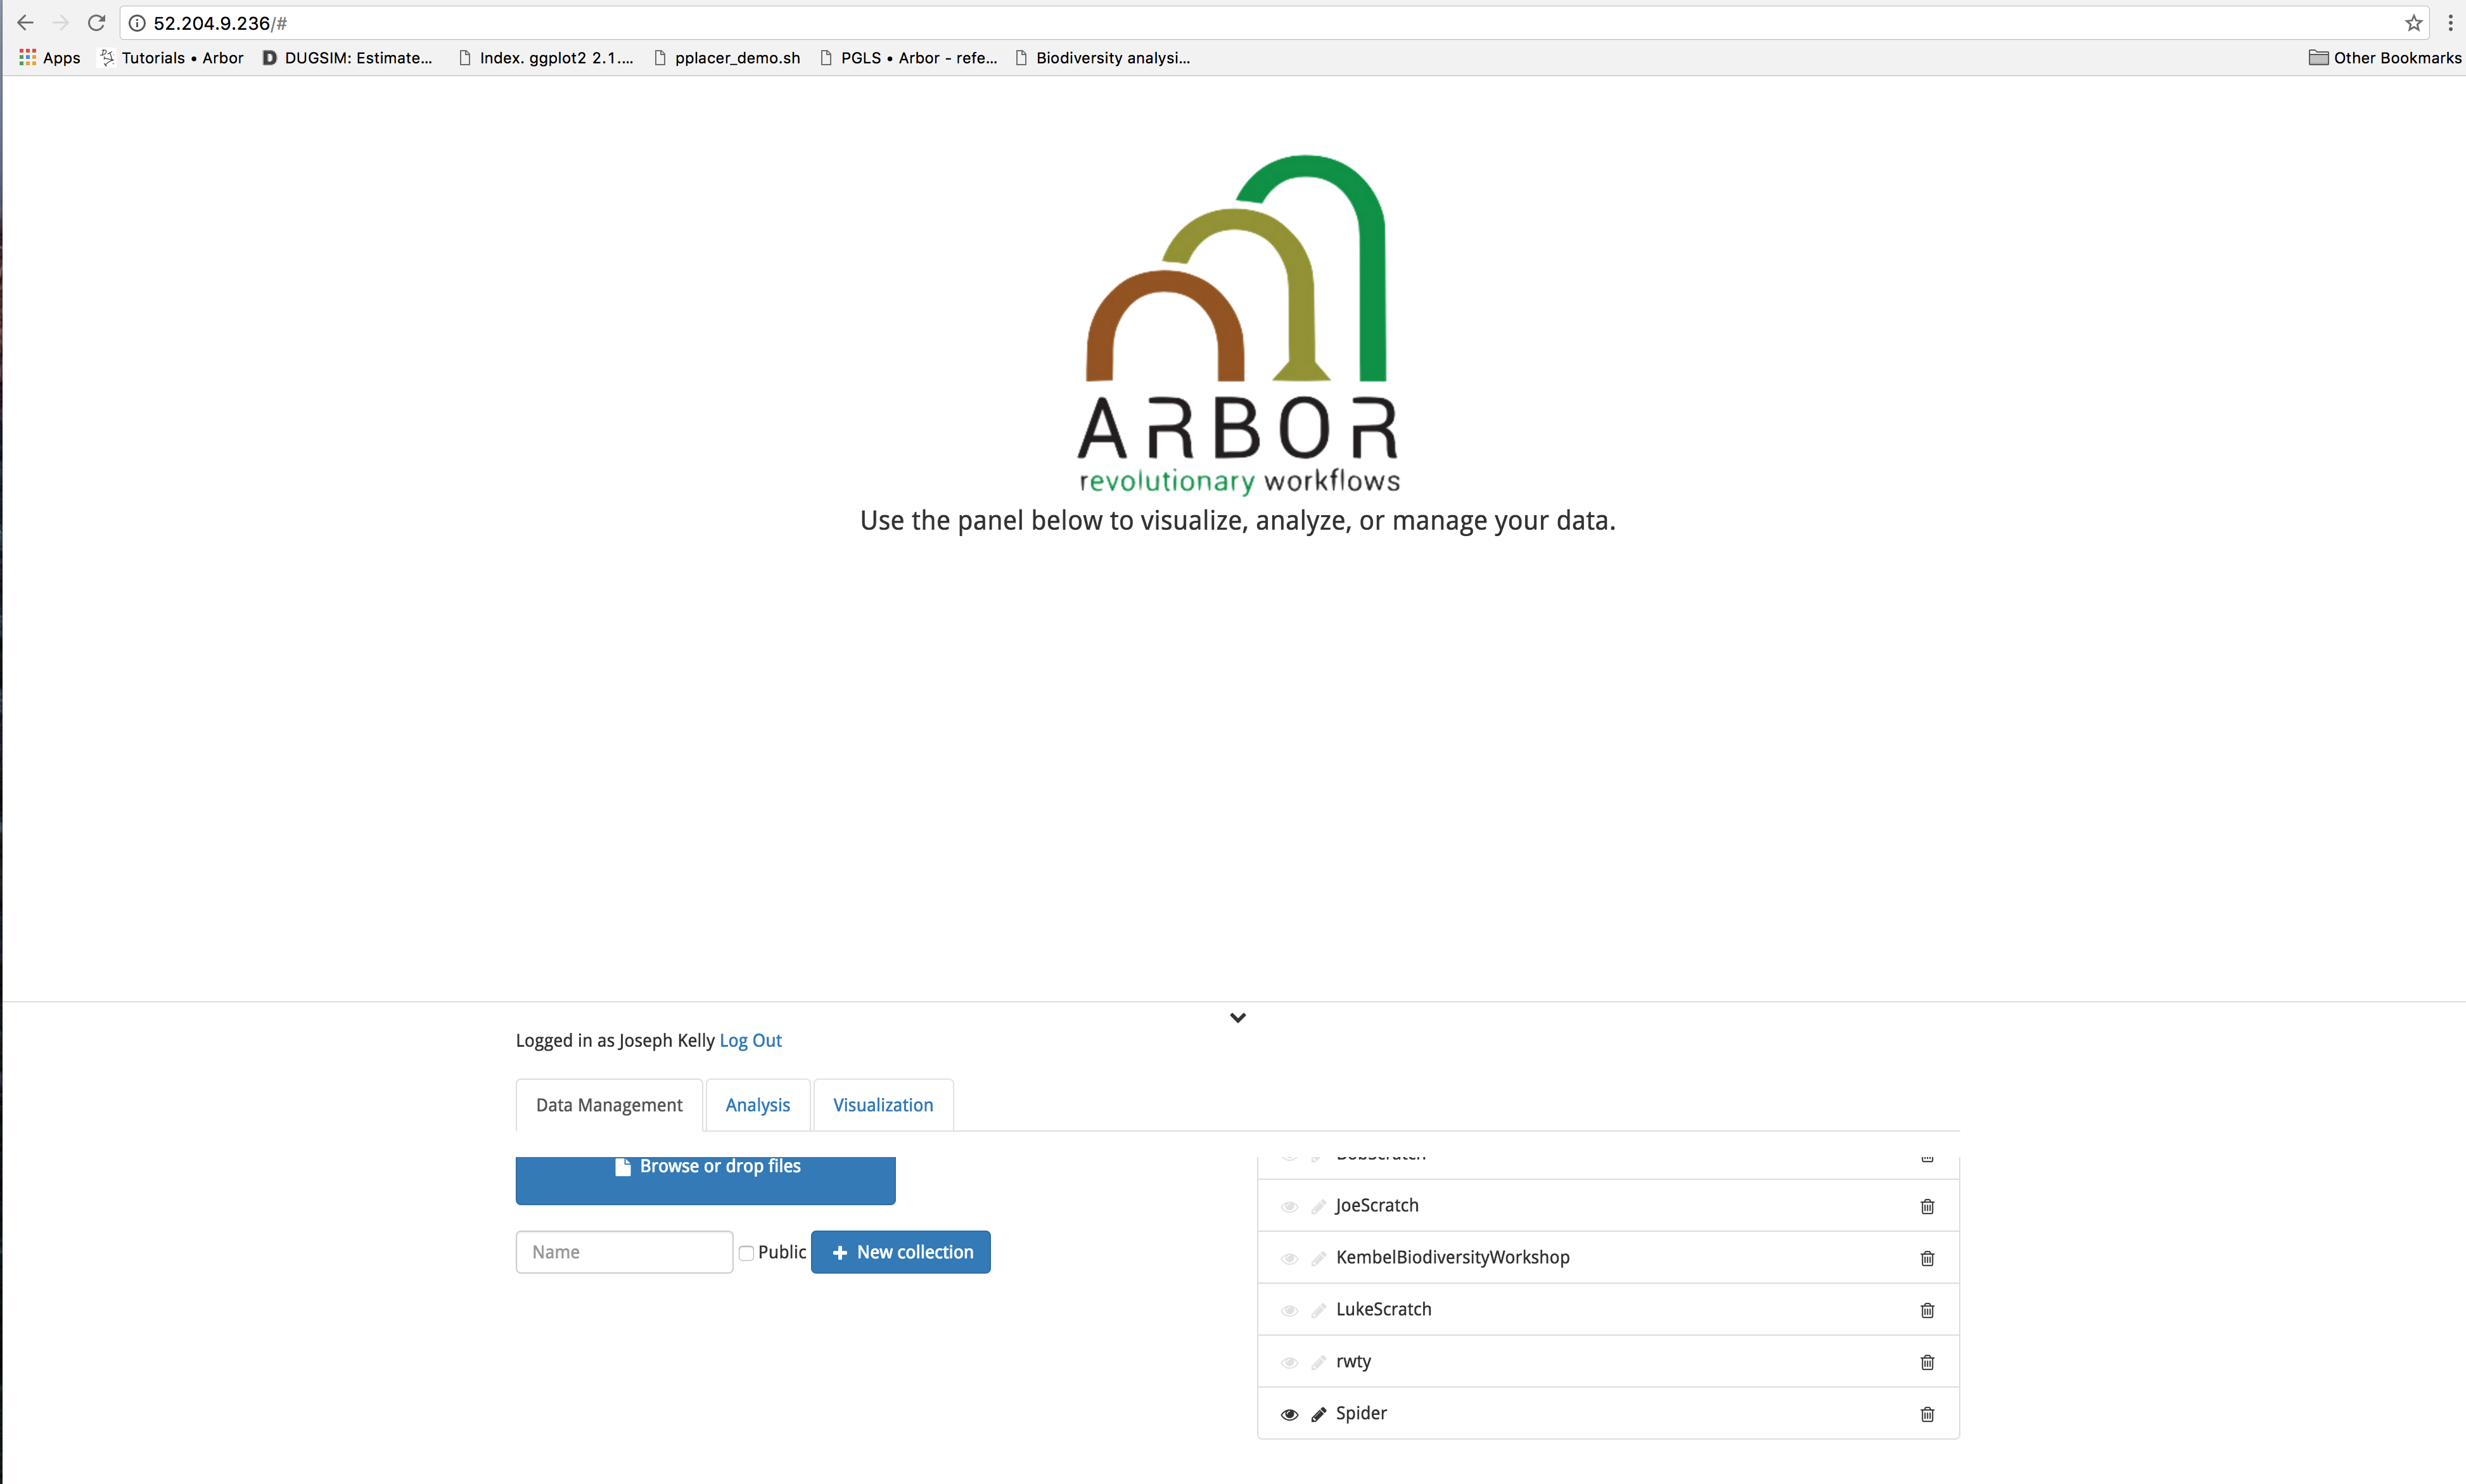 52.204.9.236/#
Apps Tutorials • Arbor DUGSIM: Estimate... Index. ggplot2 2.1.... pplacer_demo.sh PGLS • Arbor - refe... Biodiversity analysi... Other Bookmarks
ARBOR
revolutionary workflows
Use the panel below to visualize, analyze, or manage your data.
Logged in as Joseph Kelly Log Out
Data Management Analysis Visualization
Browse or drop files
Name Public New collection
JoeScratch
KembelBiodiversityWorkshop
LukeScratch
rwty
Spider